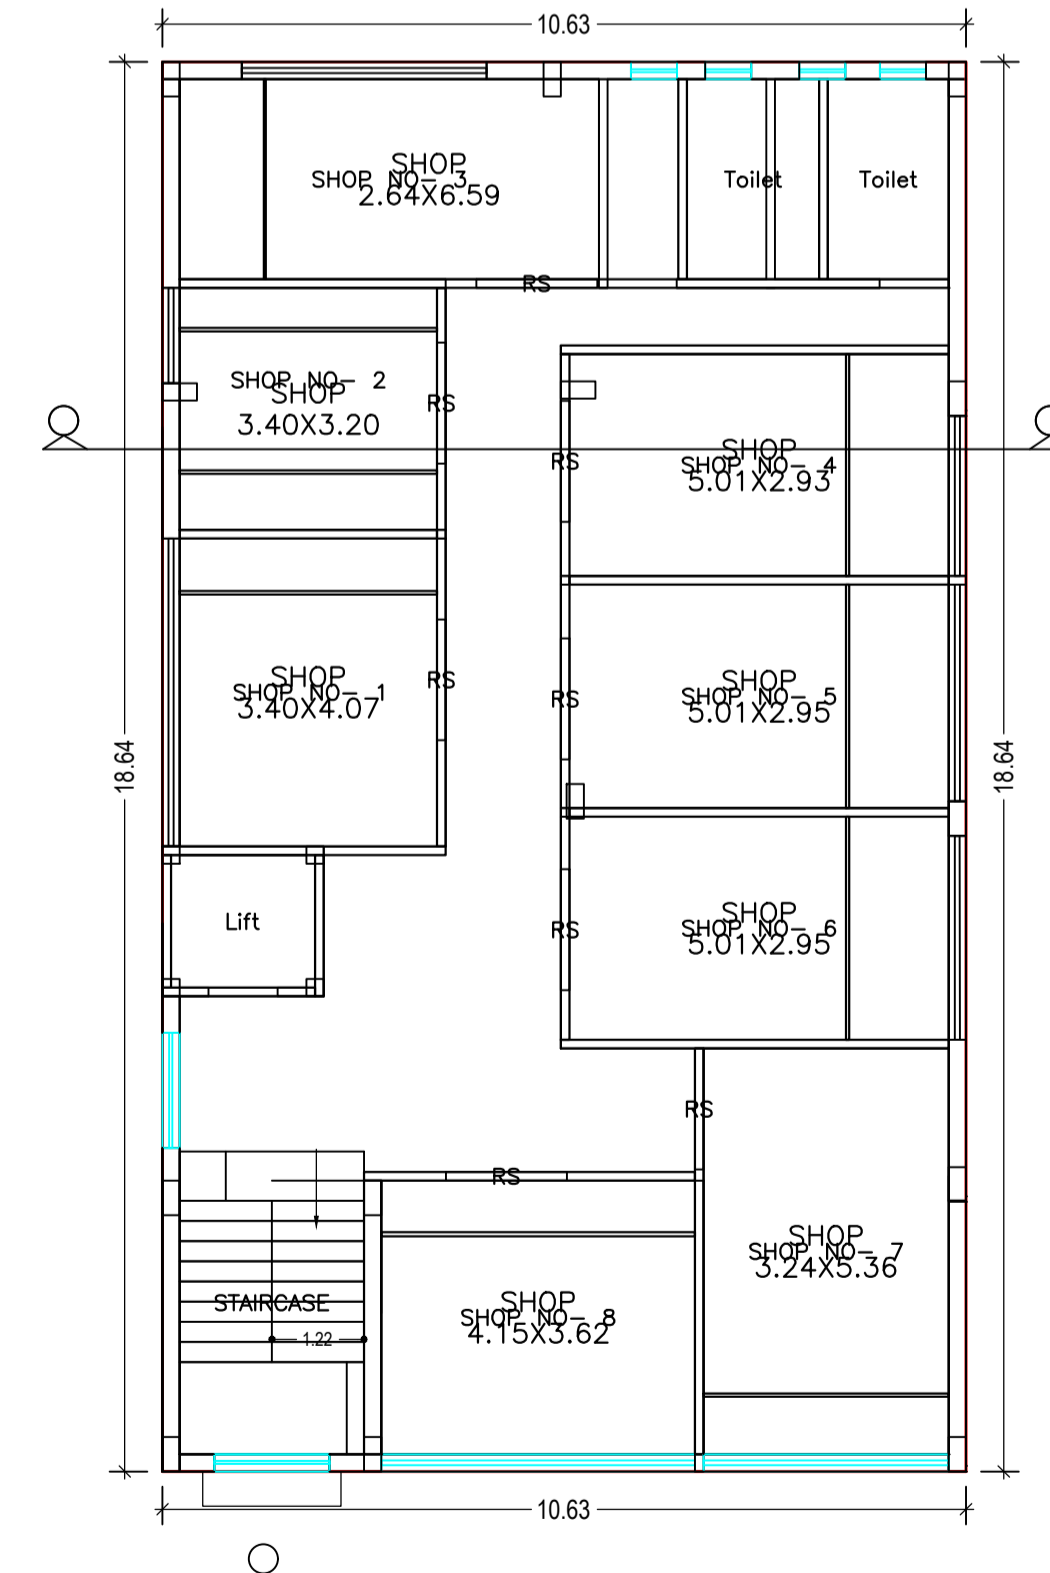 10.63
SHOP
SHOP NO- 3
2.64X6.59
Toilet
Toilet
RS
SHOP NO- 2
SHOP
3.40X3.20
RS
SHOP
SHOP NO- 4
5.01X2.93
RS
SHOP
SHOP NO- 1
3.40X4.07
RS
SHOP
SHOP NO- 5
5.01X2.95
RS
18.64
18.64
Lift
SHOP
SHOP NO- 6
5.01X2.95
RS
RS
RS
SHOP
SHOP NO- 7
3.24X5.36
STAIRCASE
1.22
SHOP
SHOP NO- 8
4.15X3.62
10.63